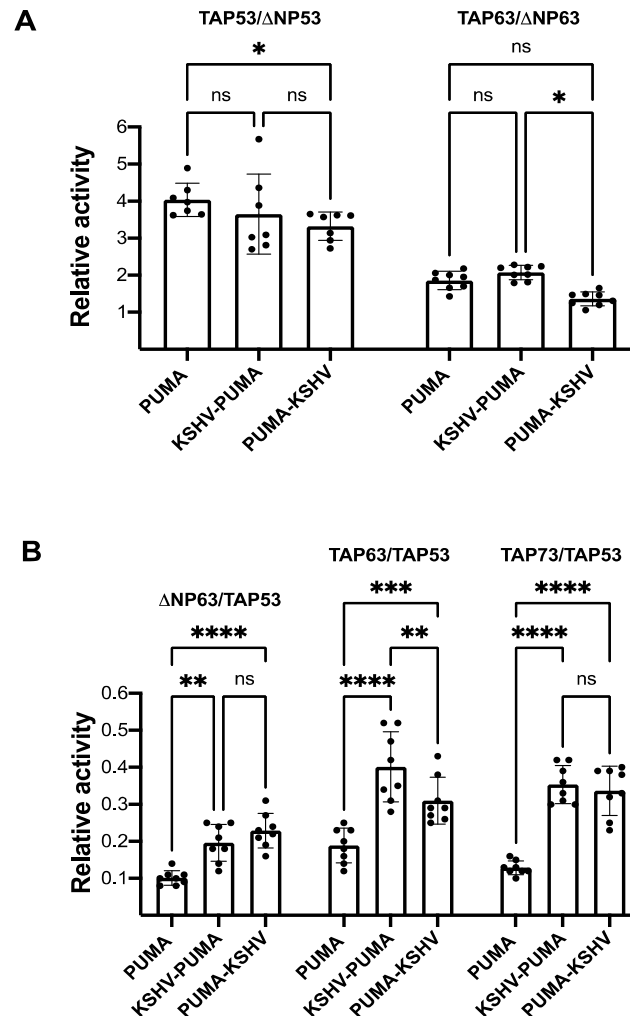 A
TAP53/ΔNP53 TAP63/ΔNP63
* ns
ns ns ns *
Relative activity
6
5
4
3
2
1
PUMA KSHV-PUMA PUMA-KSHV PUMA KSHV-PUMA PUMA-KSHV
B
TAP63/TAP53 TAP73/TAP53
ΔNP63/TAP53
*** ****
**** ** ****
** ns **** ns
Relative activity
0.6
0.5
0.4
0.3
0.2
0.1
PUMA KSHV-PUMA PUMA-KSHV PUMA KSHV-PUMA PUMA-KSHV PUMA KSHV-PUMA PUMA-KSHV